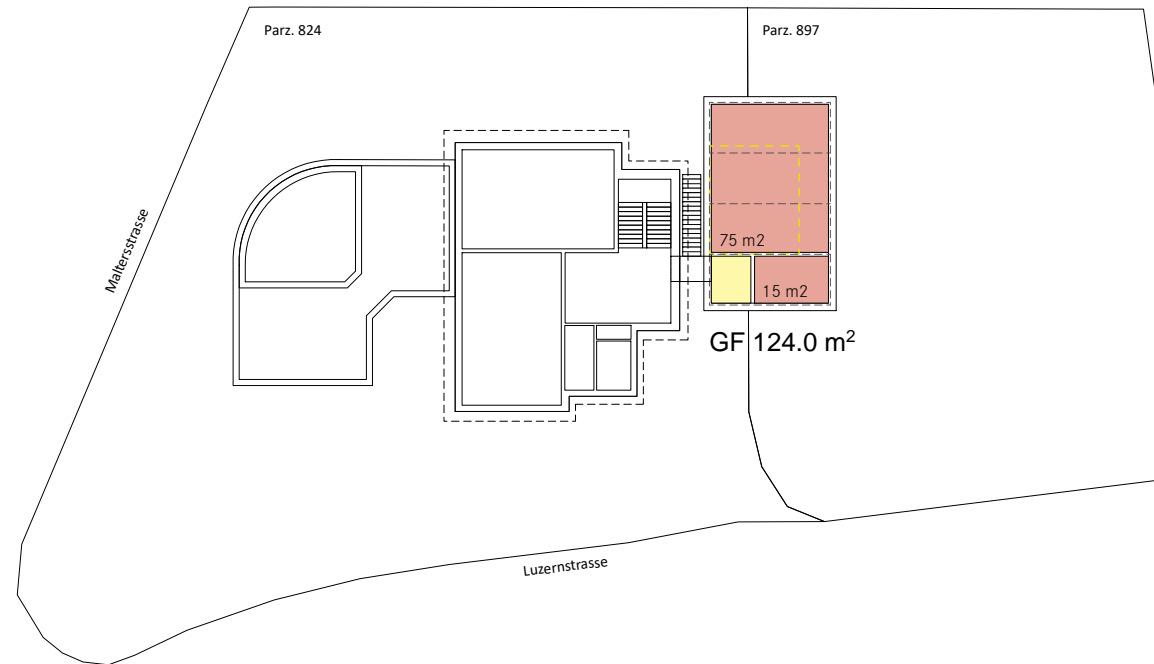 Parz. 824
Parz. 897
Maltersstrasse
75 m2
15 m2
GF 124.0 m²
Luzernstrasse